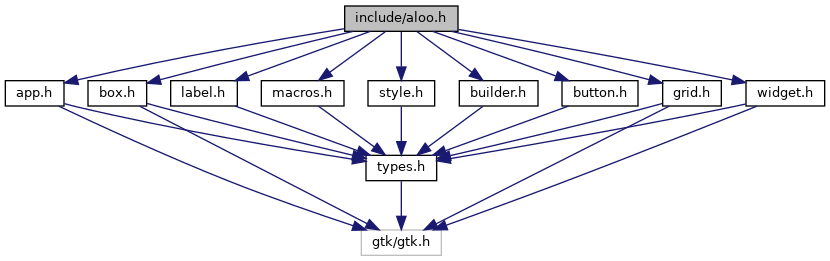 include/aloo.h
app.h
box.h
label.h
macros.h
style.h
builder.h
button.h
grid.h
widget.h
types.h
gtk/gtk.h